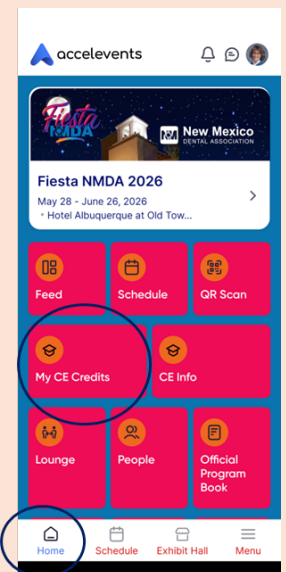 accelevents
Fiesta
NMDA
NM
New Mexico
DENTAL ASSOCIATION
Fiesta NMDA 2026
May 28 - June 26, 2026
• Hotel Albuquerque at Old Tow...
Feed
Schedule
QR Scan
My CE Credits
CE Info
Lounge
People
Official
Program
Book
Home
Schedule
Exhibit Hall
Menu